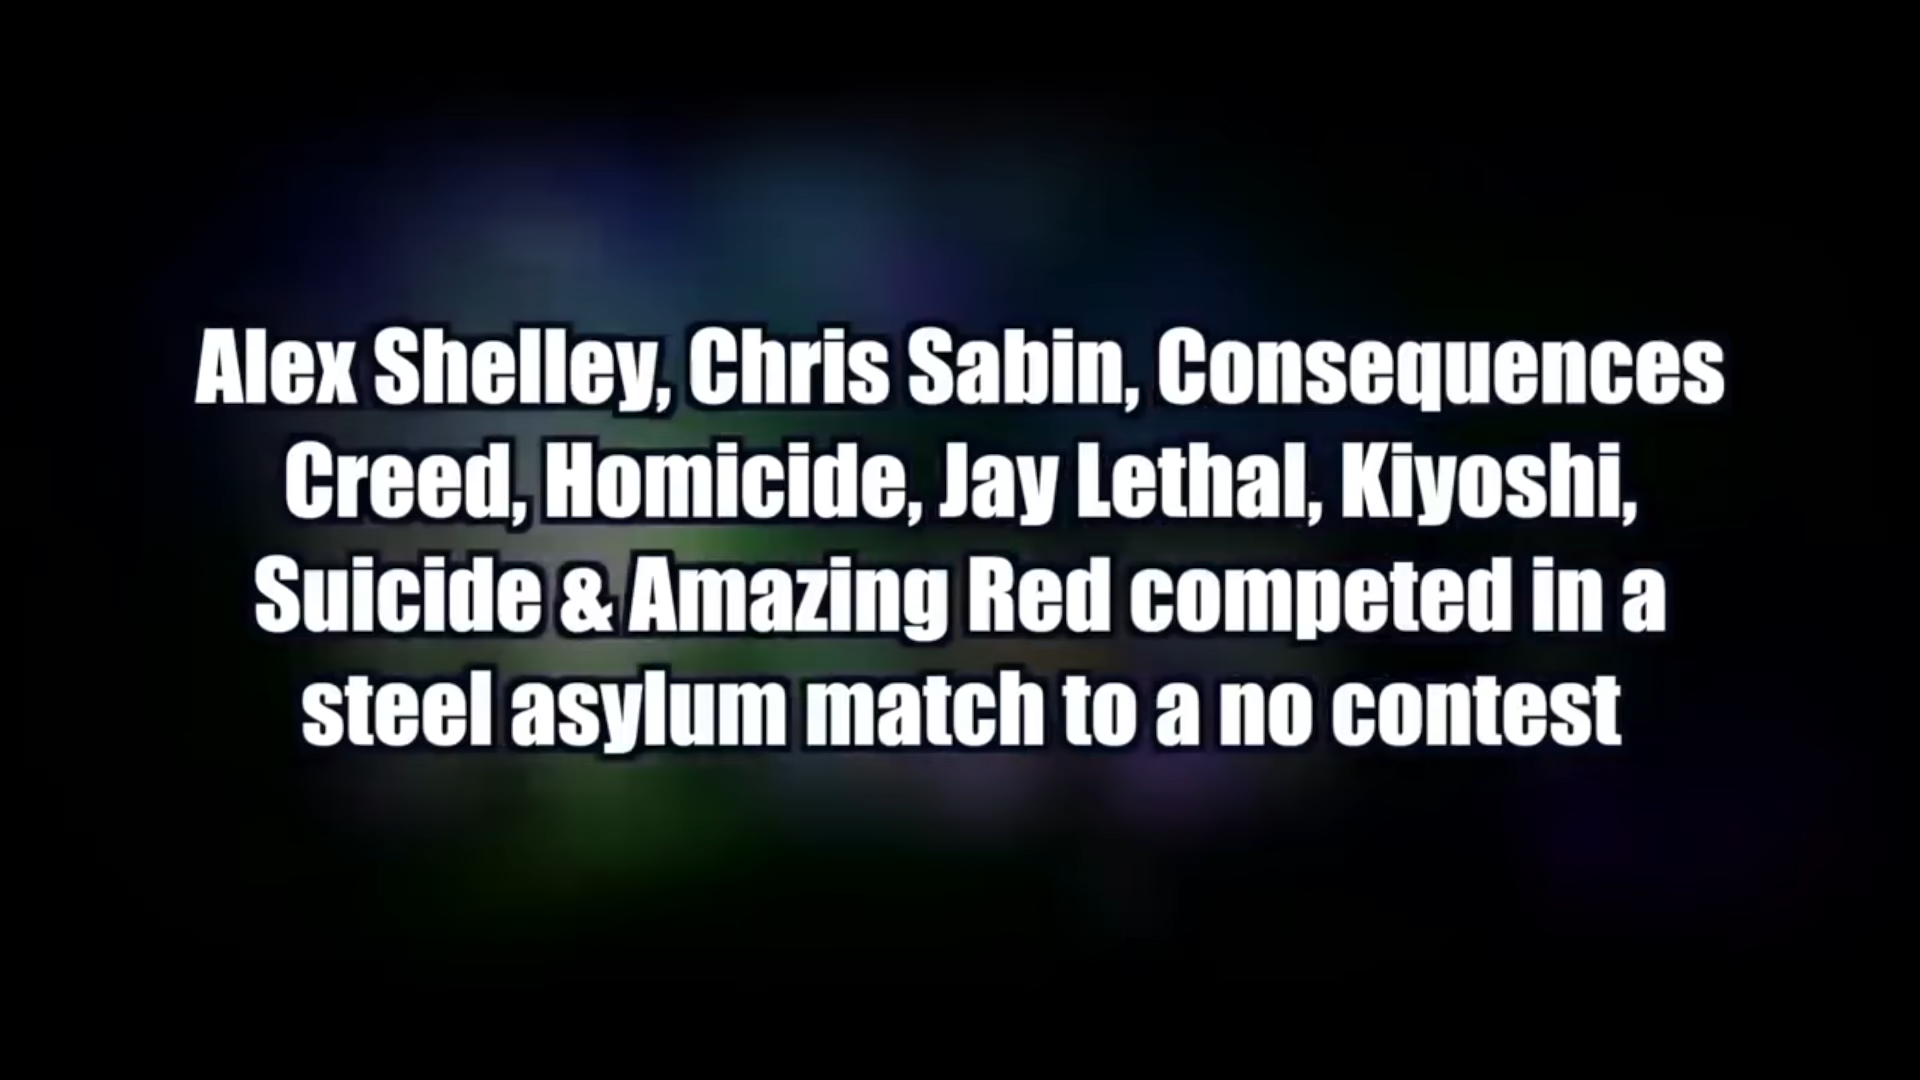 Alex Shelley, Chris Sabin, Consequences
Creed, Homicide, Jay Lethal, Kiyoshi,
Suicide & Amazing Red competed in a
steel asylum match to a no contest